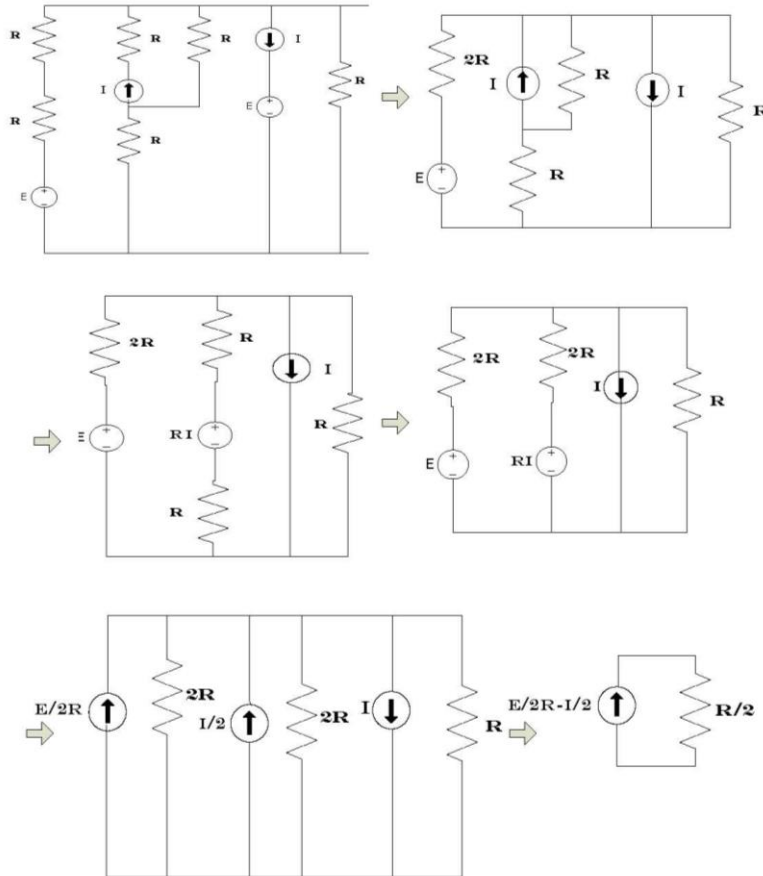 R R R I
I R
R E
R
E + −
2R I R I R
R
E + −
2R R I
E + − RI + − R
R
2R 2R I R
E + − RI + −
E/2R 2R I/2 2R I R
E/2R-I/2 R/2